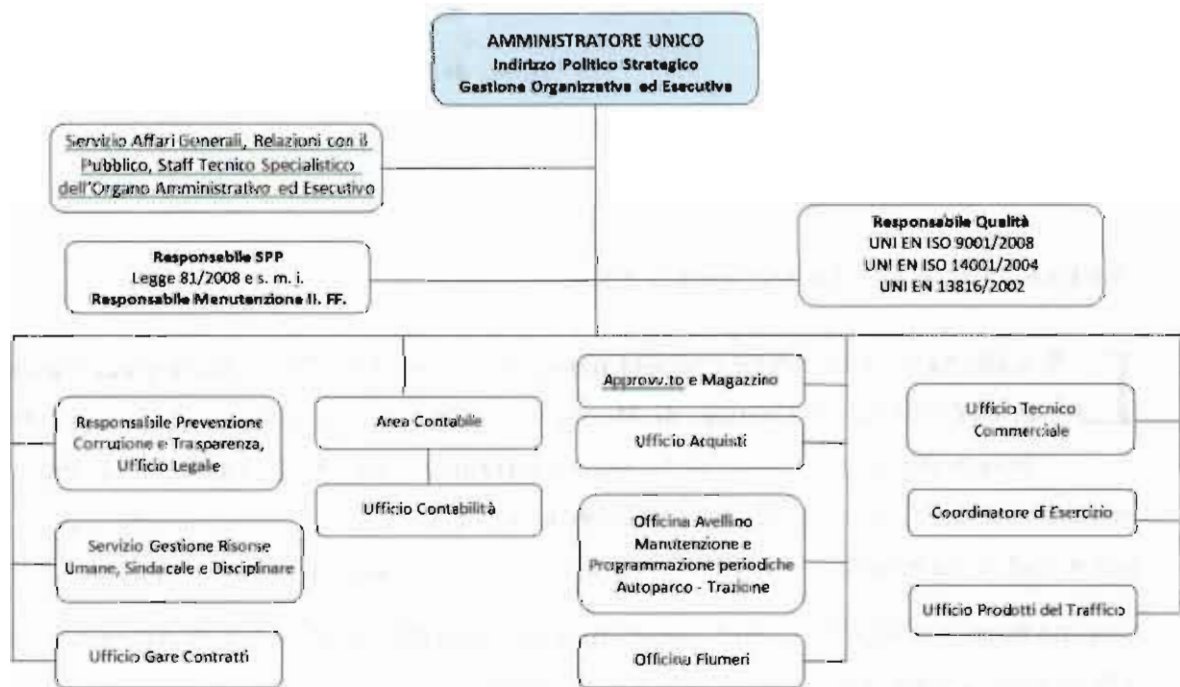 AMMINISTRATORE UNICO
Indirizzo Politico Strategico
Gestione Organizzativa ed Esecutiva
Servizio Affari Generali, Relazioni con il
Pubblico, Staff Tecnico Specialistico
dell'Organo Amministrativo ed Esecutivo
Responsabile SPP
Legge 81/2008 e s. m. i.
Responsabile Manutenzione II. FF.
Responsabile Qualità
UNI EN ISO 9001/2008
UNI EN ISO 14001/2004
UNI EN 13816/2002
Responsabile Prevenzione
Corruzione e Trasparenza,
Ufficio Legale
Servizio Gestione Risorse
Umane, Sindacale e Disciplinare
Ufficio Gare Contratti
Area Contabile
Ufficio Contabilità
Approvv.to e Magazzino
Ufficio Acquisti
Officina Avellino
Manutenzione e
Programmazione periodiche
Autoparco - Trazione
Officina Flumeri
Ufficio Tecnico
Commerciale
Coordinatore di Esercizio
Ufficio Prodotti del Traffico